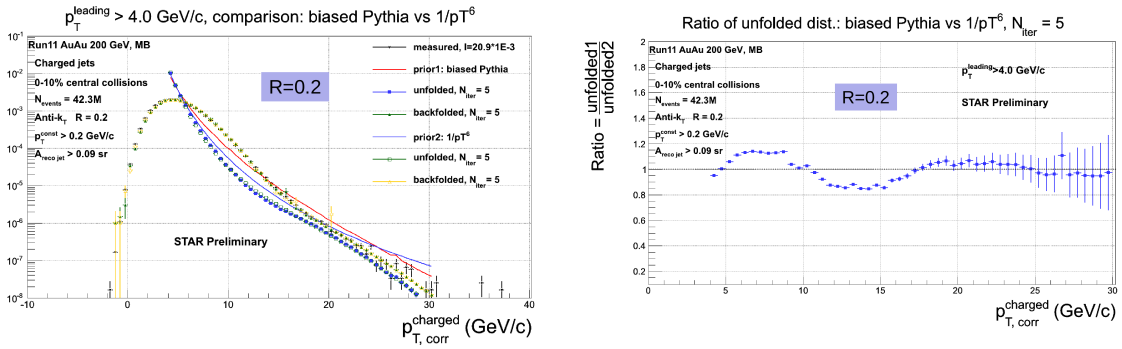 p_T^leading > 4.0 GeV/c, comparison: biased Pythia vs 1/pT^6
Run11 AuAu 200 GeV, MB
Charged jets
0-10% central collisions
N_events = 42.3M
Anti-k_T R = 0.2
p_T^const > 0.2 GeV/c
A_reco jet > 0.09 sr
R=0.2
measured, I=20.9*1E-3
prior1: biased Pythia
unfolded, N_iter = 5
backfolded, N_iter = 5
prior2: 1/pT^6
unfolded, N_iter = 5
backfolded, N_iter = 5
STAR Preliminary
10^-1
10^-2
10^-3
10^-4
10^-5
10^-6
10^-7
10^-8
-10 0 10 20 30 40
p_T, corr^charged (GeV/c)
Ratio of unfolded dist.: biased Pythia vs 1/pT^6, N_iter = 5
Run11 AuAu 200 GeV, MB
Charged jets
0-10% central collisions
N_events = 42.3M
Anti-k_T R = 0.2
p_T^const > 0.2 GeV/c
A_reco jet > 0.09 sr
R=0.2
p_T^leading>4.0 GeV/c
STAR Preliminary
Ratio = unfolded1/unfolded2
2
1.8
1.6
1.4
1.2
1
0.8
0.6
0.4
0.2
0 5 10 15 20 25 30
p_T, corr^charged (GeV/c)